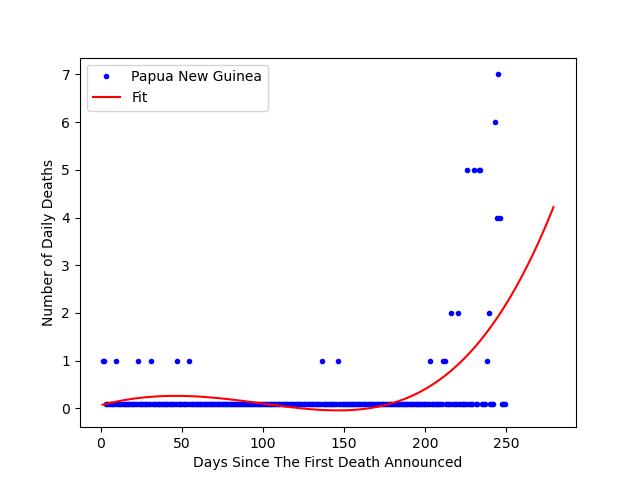 Papua New Guinea
Fit
7
6
5
4
3
2
1
0
Number of Daily Deaths
0 50 100 150 200 250
Days Since The First Death Announced